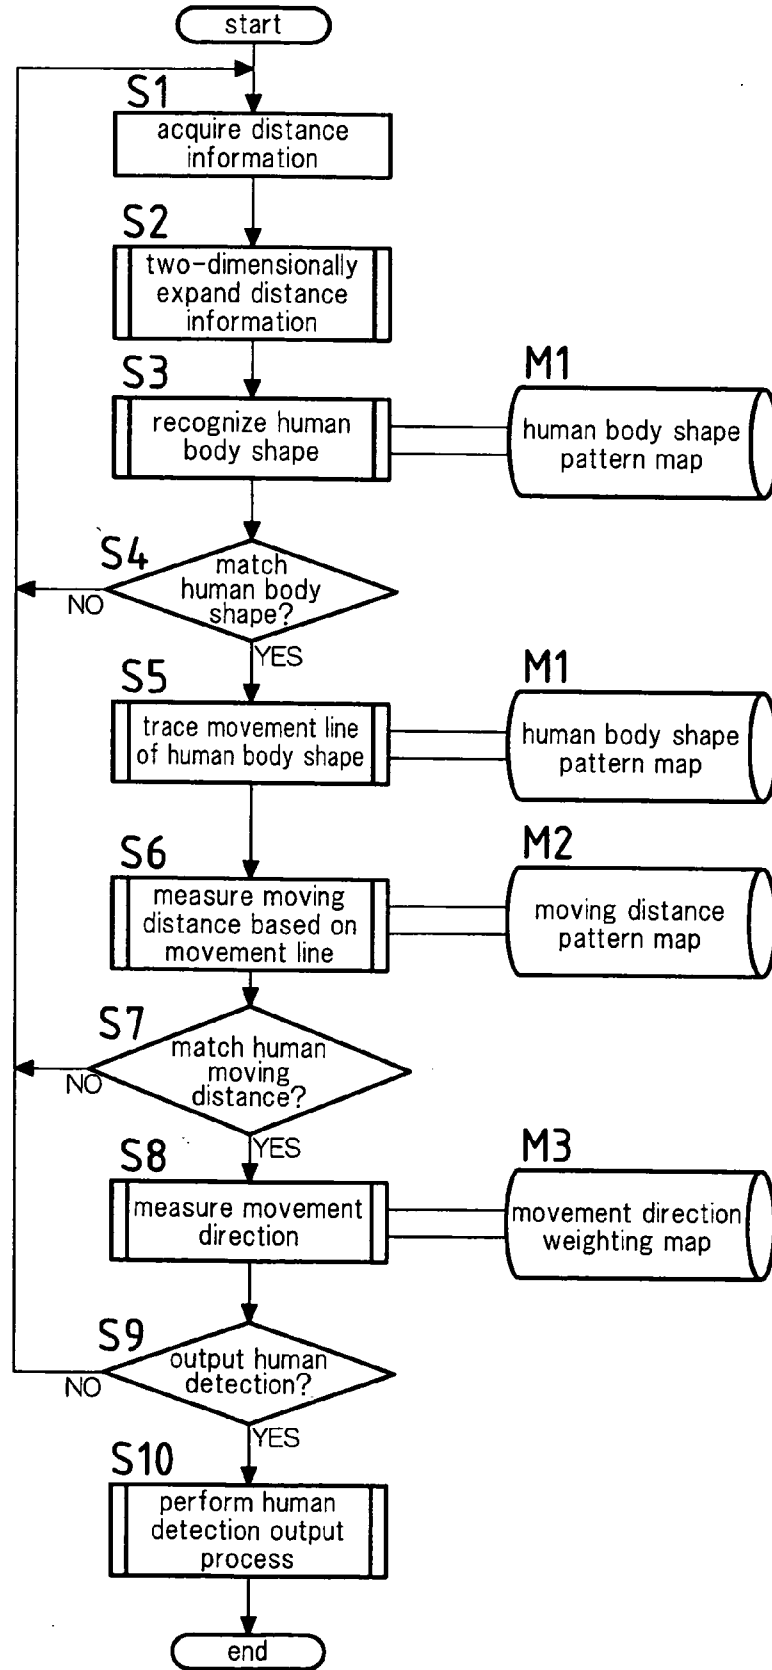 start
S1
acquire distance
information
S2
two-dimensionally
expand distance
information
S3
recognize human
body shape
M1
human body shape
pattern map
S4
match
human body
shape?
NO
YES
S5
trace movement line
of human body shape
M1
human body shape
pattern map
S6
measure moving
distance based on
movement line
M2
moving distance
pattern map
S7
match human
moving
distance?
NO
YES
S8
measure movement
direction
M3
movement direction
weighting map
S9
output human
detection?
NO
YES
S10
perform human
detection output
process
end